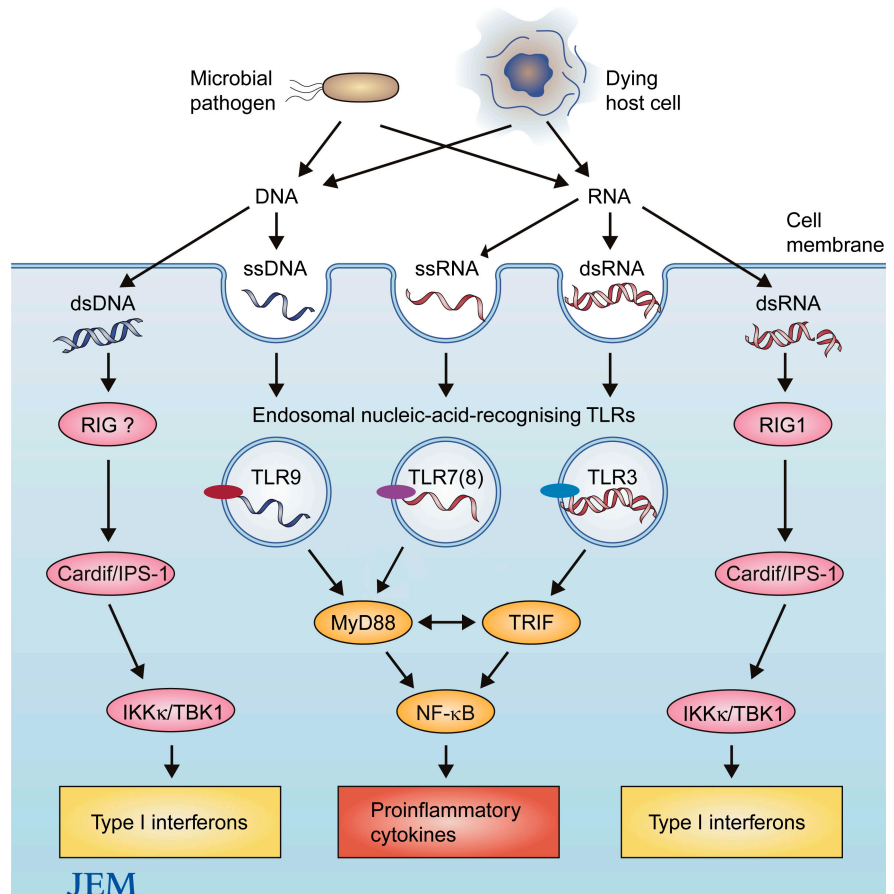 Microbial
pathogen
Dying
host cell
DNA
RNA
Cell
membrane
ssDNA
ssRNA
dsRNA
dsDNA
dsRNA
RIG ?
Endosomal nucleic-acid-recognising TLRs
RIG1
TLR9
TLR7(8)
TLR3
Cardif/IPS-1
Cardif/IPS-1
MyD88
TRIF
IKKκ/TBK1
NF-κB
IKKκ/TBK1
Type I interferons
Proinflammatory
cytokines
Type I interferons
JEM